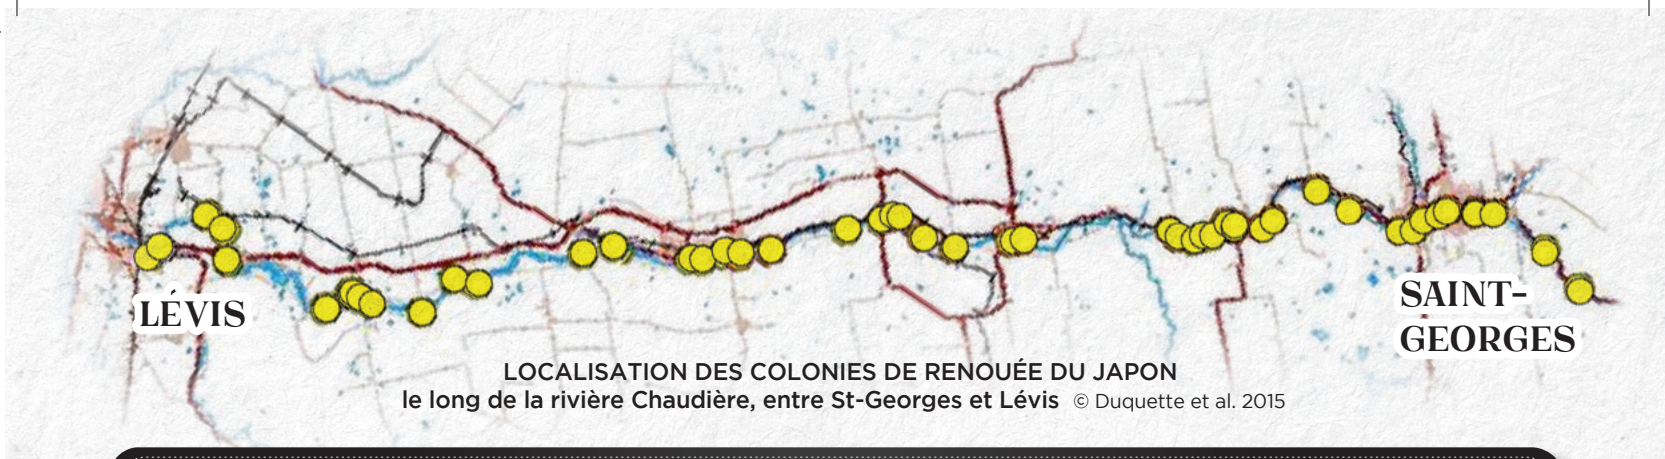 LÉVIS
SAINT-
GEORGES
LOCALISATION DES COLONIES DE RENOUÉE DU JAPON
le long de la rivière Chaudière, entre St-Georges et Lévis © Duquette et al. 2015